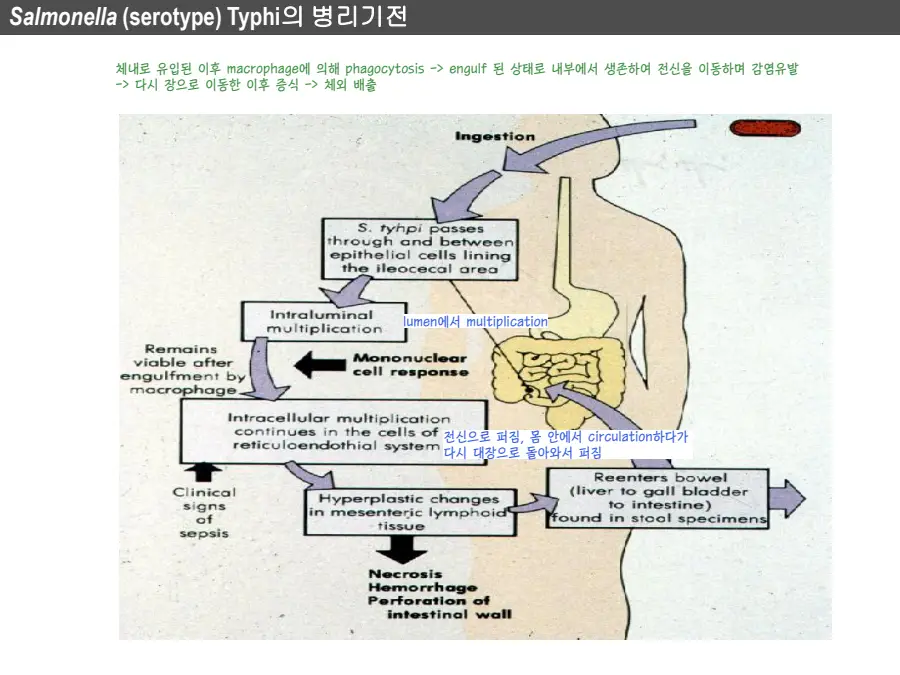 Salmonella (serotype) Typhi의 병리기전
체내로 유입된 이후 macrophage에 의해 phagocytosis -> engulf 된 상태로 내부에서 생존하여 전신을 이동하며 감염유발
-> 다시 장으로 이동한 이후 증식 -> 체외 배출
Ingestion
S. tyhpi passes
through and between
epithelial cells lining
the ileocecal area
Intraluminal
multiplication
lumen에서 multiplication
Remains
viable after
engulfment by
macrophage
Mononuclear
cell response
Intracellular multiplication
continues in the cells of
reticuloendothial system
전신으로 퍼짐, 몸 안에서 circulation하다가
다시 대장으로 돌아와서 퍼짐
Clinical
signs
of
sepsis
Hyperplastic changes
in mesenteric lymphoid
tissue
Reenters bowel
(liver to gall bladder
to intestine)
found in stool specimens
Necrosis
Hemorrhage
Perforation of
intestinal wall